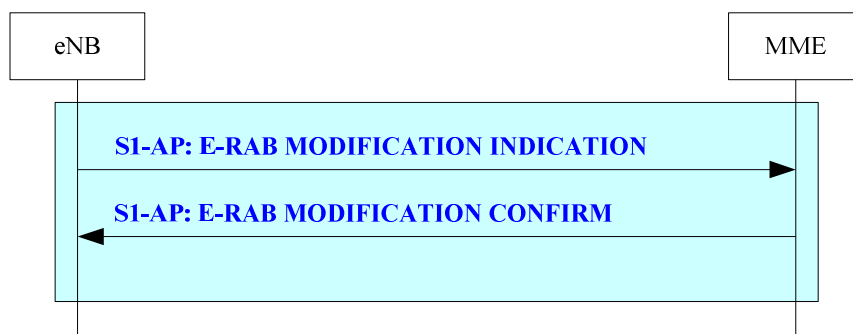 eNB
MME
S1-AP: E-RAB MODIFICATION INDICATION
S1-AP: E-RAB MODIFICATION CONFIRM